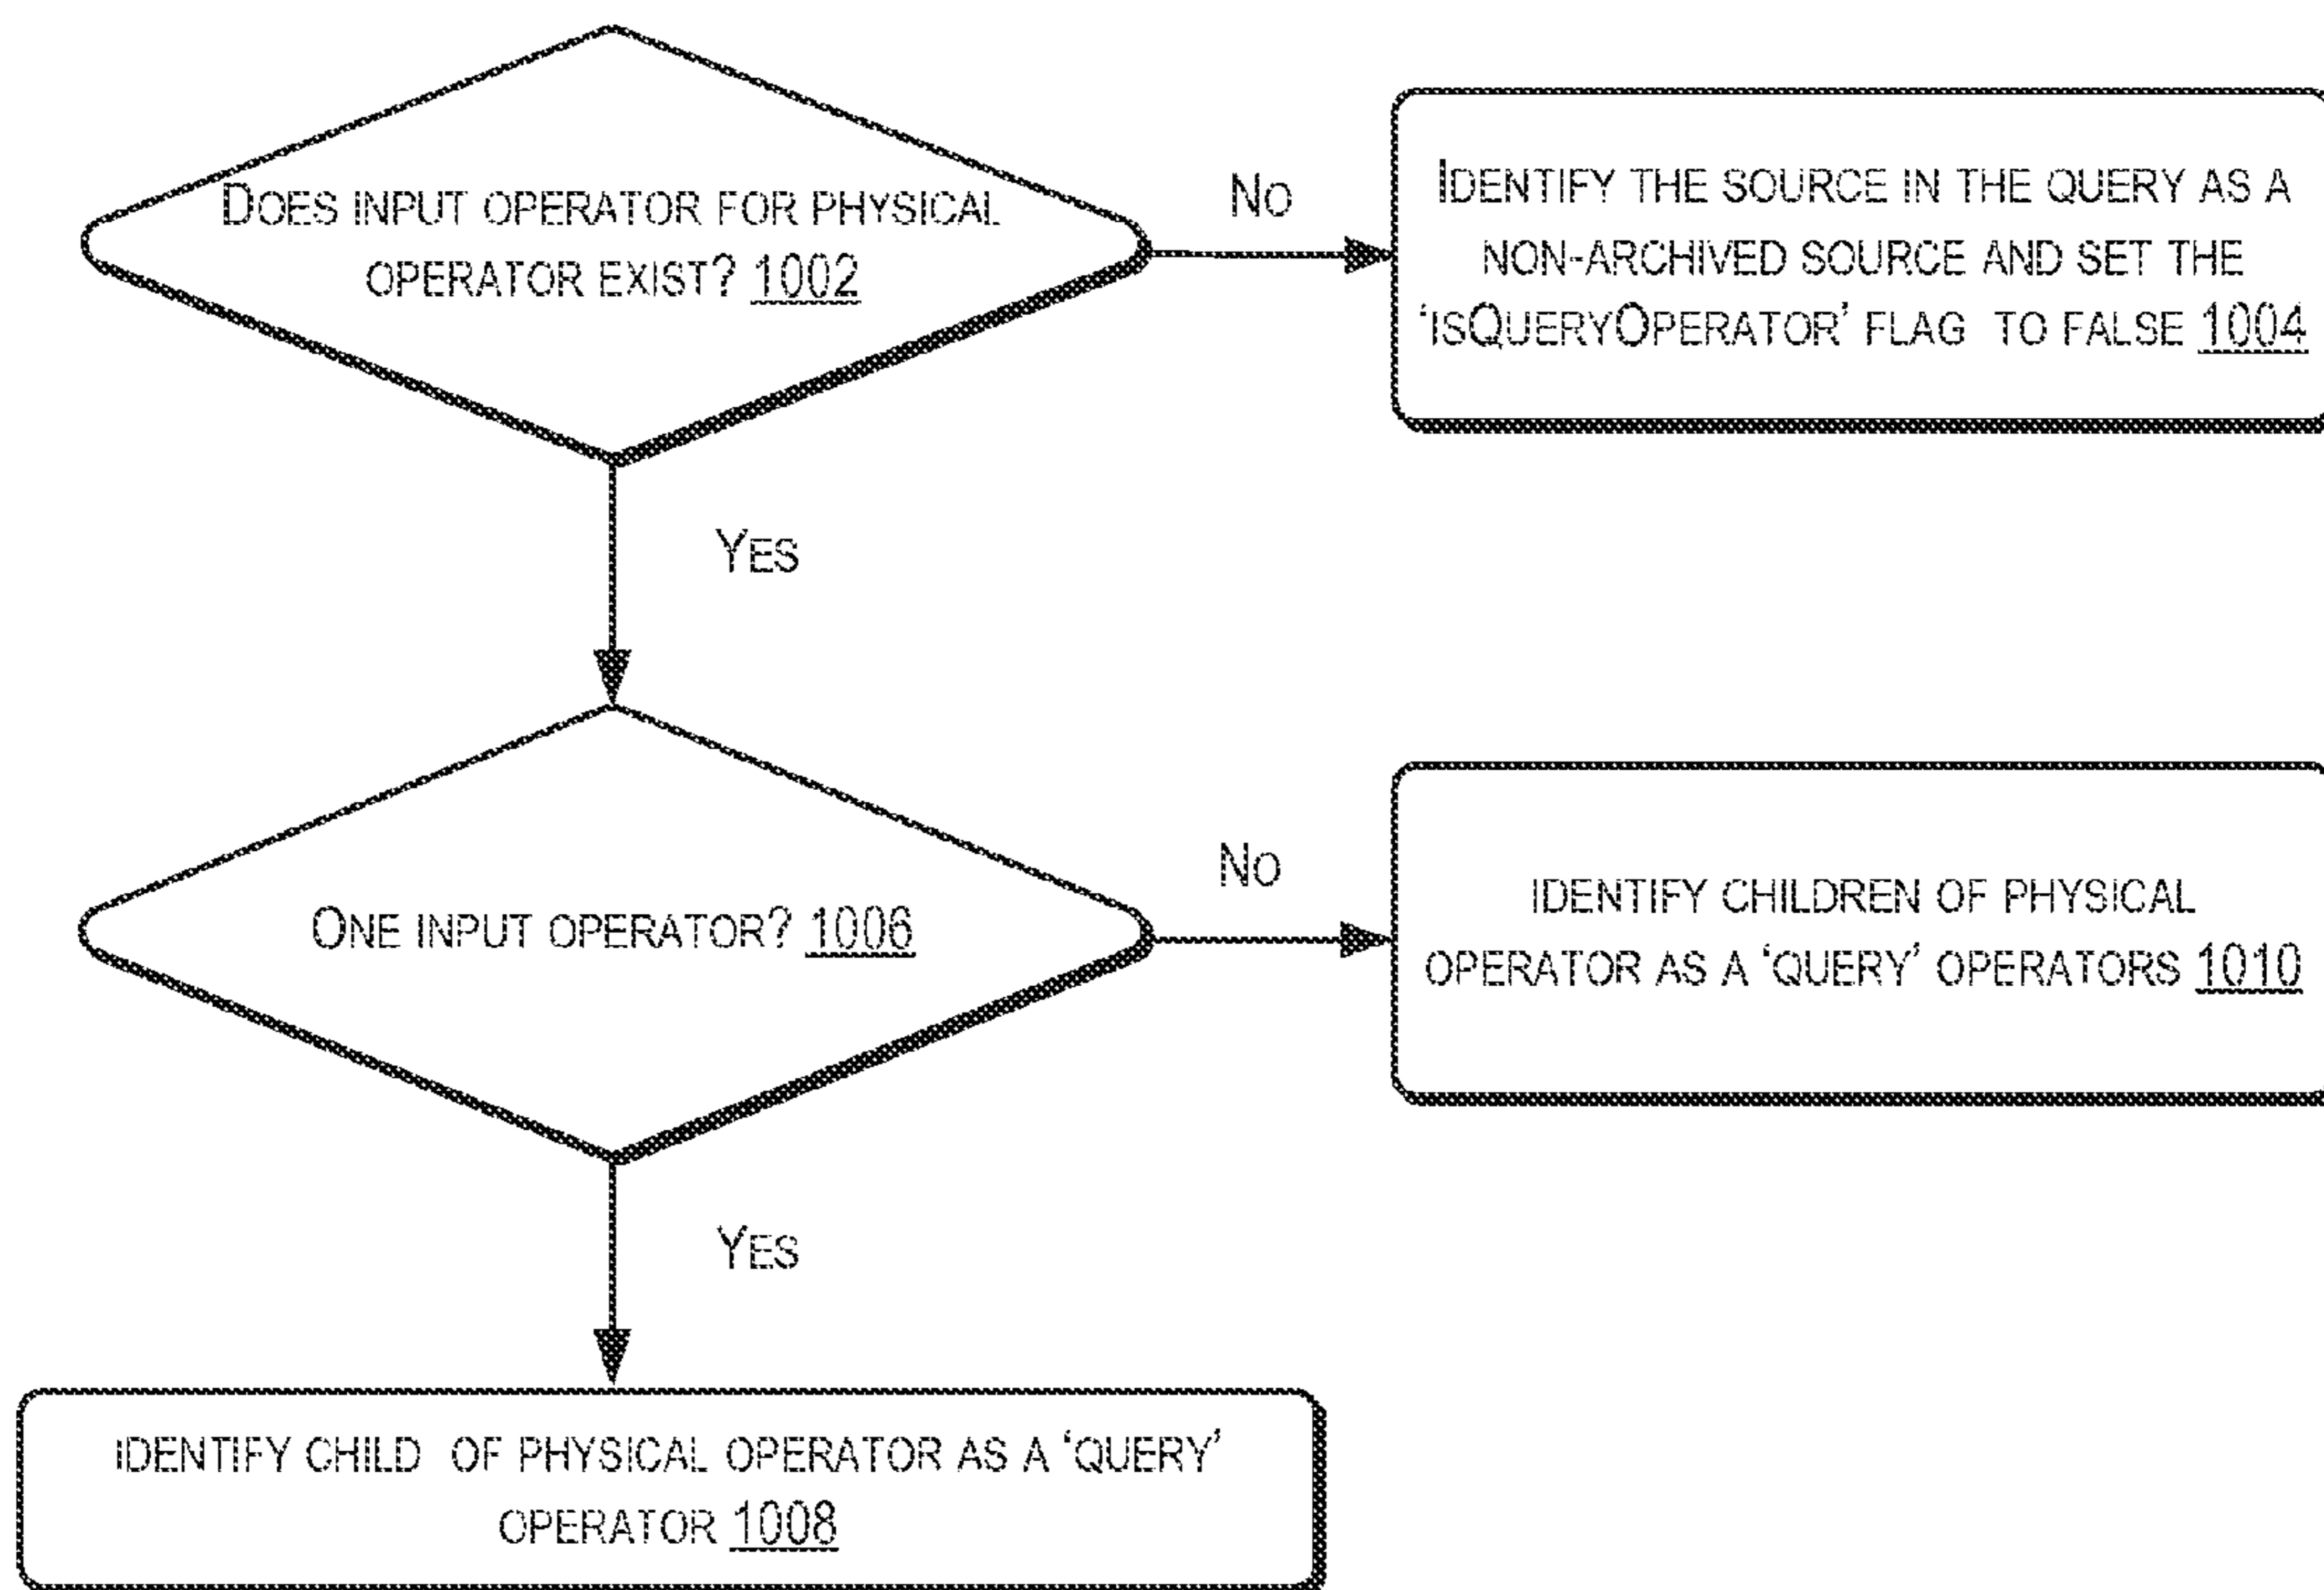 DOES INPUT OPERATOR FOR PHYSICAL
OPERATOR EXIST? 1002
NO
IDENTIFY THE SOURCE IN THE QUERY AS A
NON-ARCHIVED SOURCE AND SET THE
‘ISQUERYOPERATOR’ FLAG TO FALSE 1004
YES
ONE INPUT OPERATOR? 1006
NO
IDENTIFY CHILDREN OF PHYSICAL
OPERATOR AS A ‘QUERY’ OPERATORS 1010
YES
IDENTIFY CHILD OF PHYSICAL OPERATOR AS A ‘QUERY’
OPERATOR 1008